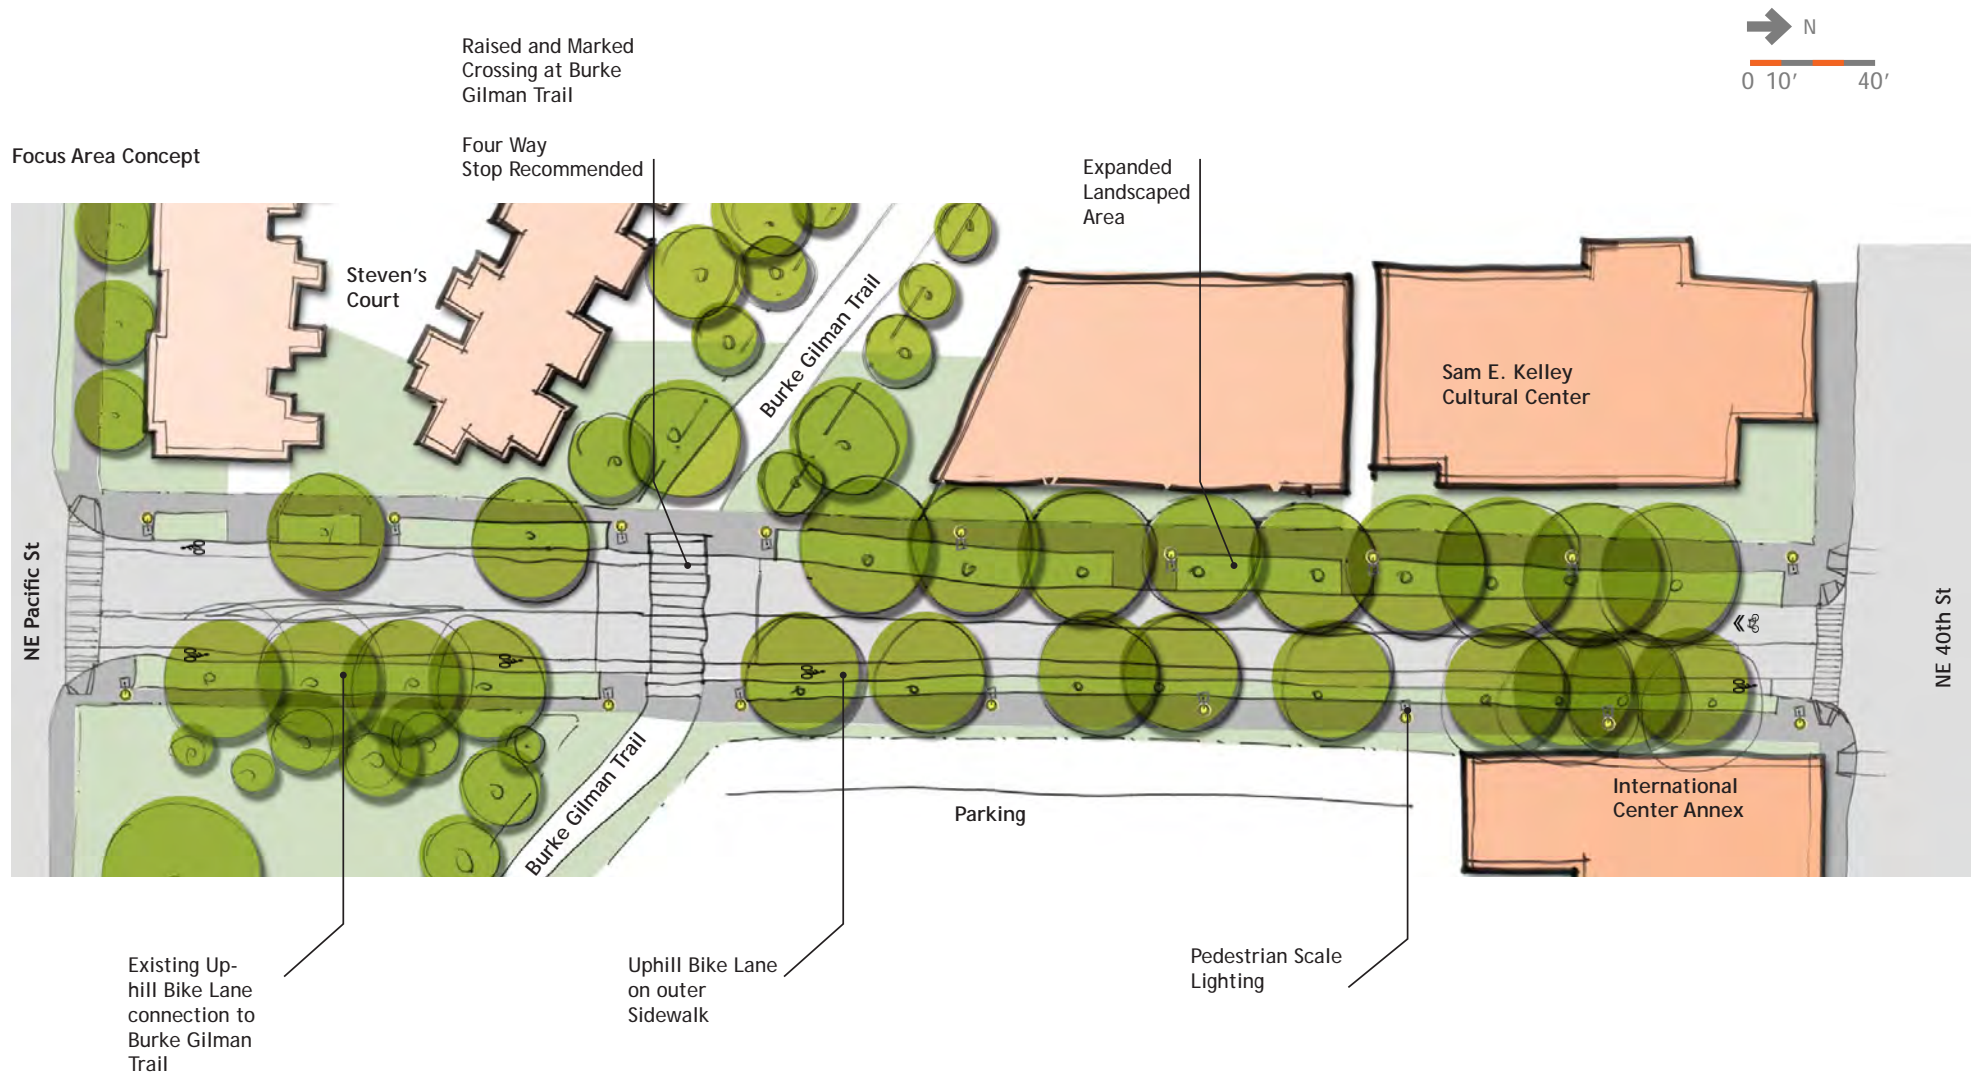 N
0 10' 40'
Raised and Marked
Crossing at Burke
Gilman Trail
Four Way
Stop Recommended
Focus Area Concept
Expanded
Landscaped
Area
Steven's
Court
Burke Gilman Trail
Sam E. Kelley
Cultural Center
NE Pacific St
NE 40th St
Burke Gilman Trail
Parking
International
Center Annex
Existing Up-
hill Bike Lane
connection to
Burke Gilman
Trail
Uphill Bike Lane
on outer
Sidewalk
Pedestrian Scale
Lighting